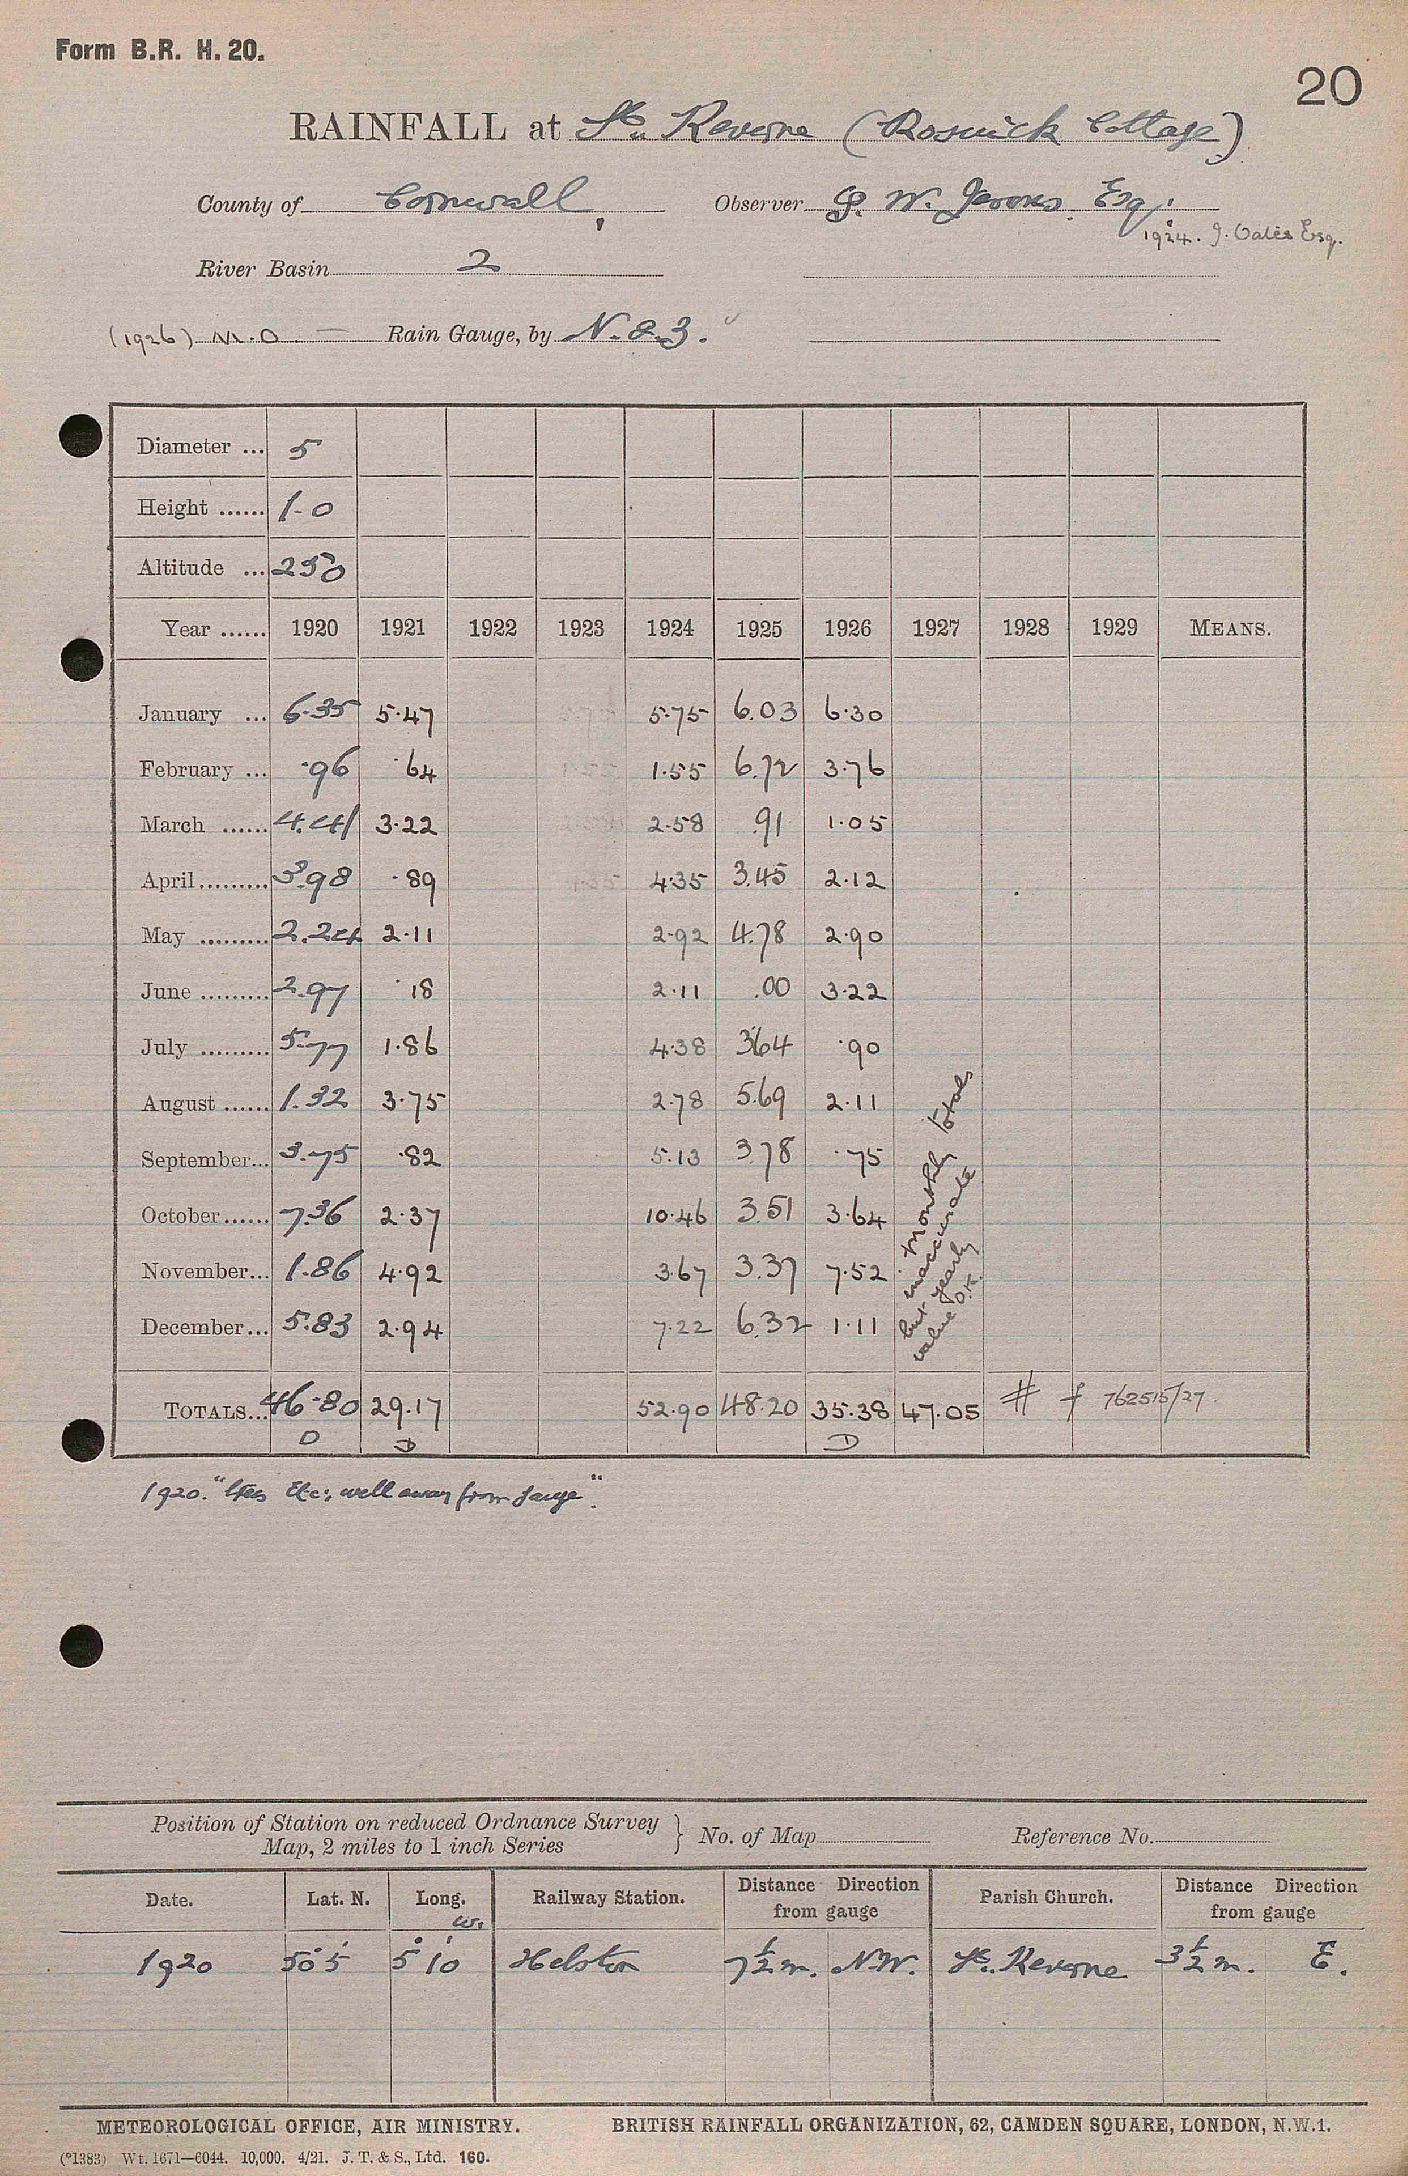 Form B.R. H. 20.
20
RAINFALL at St. Keverne (Roswick Cottage)
County of Cornwall, Observer W. Esq.
1924. J. Oates Esq.
River Basin 2
(1926) M.O — Rain Gauge, by N. & Z.
Diameter ... 5
Height ...... 1-0
Altitude ... 250
Year ...... 1920 1921 1922 1923 1924 1925 1926 1927 1928 1929 MEANS.
January ... 6.35 5.47 5.75 6.03 6.30
February ... .96 .64 1.55 6.72 3.76
March ...... 4.41 3.22 2.58 .91 1.05
April......... 3.98 .89 4.35 3.45 2.12
May ......... 2.24 2.11 2.92 4.78 2.90
June ......... 2.97 .18 2.11 .00 3.22
July ......... 5.77 1.86 4.38 3.64 .90
August ...... 1.32 3.75 2.78 5.69 2.11
September... 3.75 .82 5.13 3.78 .75
October...... 7.36 2.37 10.46 3.51 3.64
November... 1.86 4.92 3.67 3.37 7.52
December... 5.83 2.94 7.22 6.32 1.11
monthly totals
inaccurate
but yearly
value O.K.
TOTALS... 46.80 29.17 52.90 48.20 35.38 47.05 # f 762515/27.
D D D
1920. "Trees Etc: well away from gauge".
Position of Station on reduced Ordnance Survey
Map, 2 miles to 1 inch Series } No. of Map Reference No.
Date. Lat. N. Long. W. Railway Station. Distance Direction from gauge Parish Church. Distance Direction from gauge
1920 50° 5' 5° 10' Helston 7½ m. N.W. St. Keverne 3½ m. E.
METEOROLOGICAL OFFICE, AIR MINISTRY. BRITISH RAINFALL ORGANIZATION, 62, CAMDEN SQUARE, LONDON, N.W.1.
(*1383) Wt. 1671—6044. 10,000. 4/21. J. T. & S., Ltd. 160.